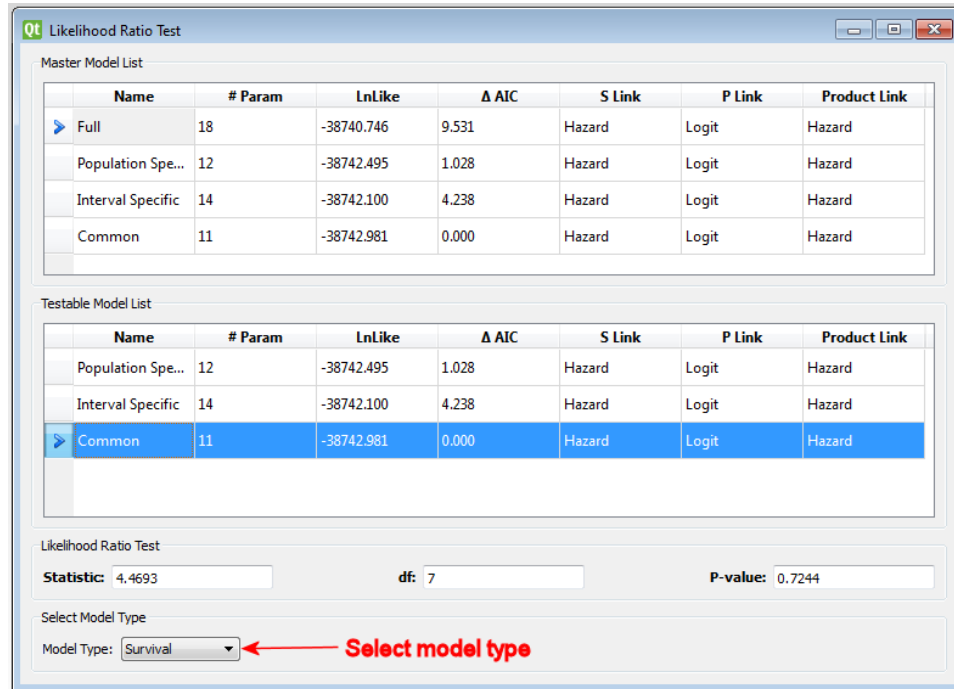 Qt Likelihood Ratio Test
Master Model List
Name # Param LnLike Δ AIC S Link P Link Product Link
Full 18 -38740.746 9.531 Hazard Logit Hazard
Population Spe... 12 -38742.495 1.028 Hazard Logit Hazard
Interval Specific 14 -38742.100 4.238 Hazard Logit Hazard
Common 11 -38742.981 0.000 Hazard Logit Hazard
Testable Model List
Name # Param LnLike Δ AIC S Link P Link Product Link
Population Spe... 12 -38742.495 1.028 Hazard Logit Hazard
Interval Specific 14 -38742.100 4.238 Hazard Logit Hazard
Common 11 -38742.981 0.000 Hazard Logit Hazard
Likelihood Ratio Test
Statistic: 4.4693 df: 7 P-value: 0.7244
Select Model Type
Model Type: Survival Select model type